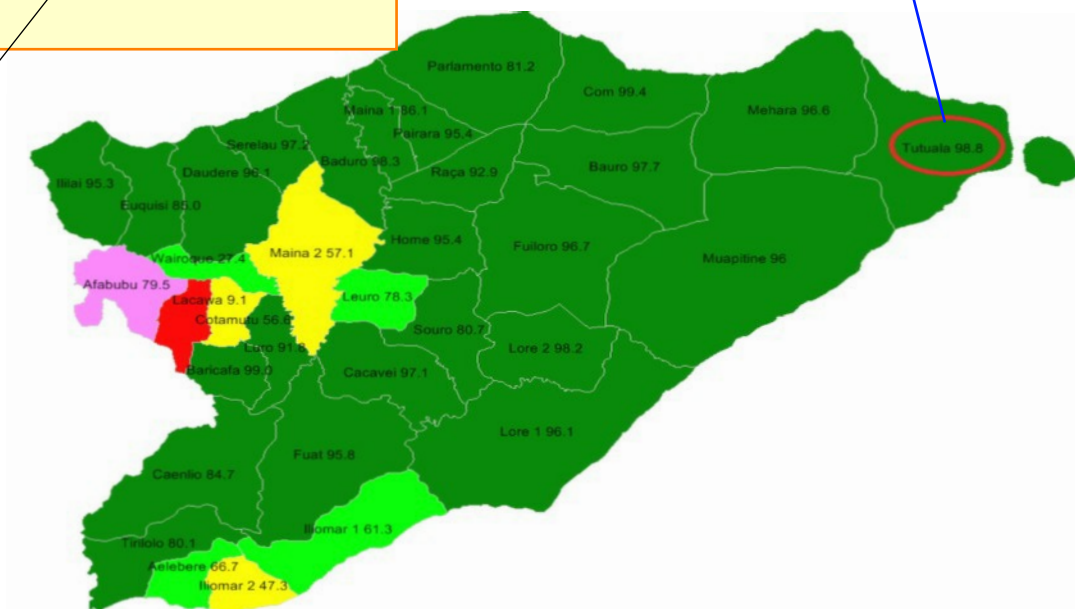 Parlamento 81.2
Com 99.4
Mehara 96.6
Maina 1 86.1
Pairara 95.4
Tutuala 98.8
Serelau 97.2
Baduro 98.3
Daudere 96.1
Raça 92.9
Bauro 97.7
Ililai 95.3
Euquisi 85.0
Home 95.4
Fuiloro 96.7
Maina 2 57.1
Wairoque 27.4
Muapitine 96
Afabubu 79.5
Leuro 78.3
Lacawa 9.1
Cotamutu 56.8
Souro 80.7
Luro 91.8
Lore 2 98.2
Baricafa 99.0
Cacavei 97.1
Lore 1 96.1
Fuat 95.8
Caenlio 84.7
Iliomar 1 61.3
Tirilolo 80.1
Aelebere 66.7
Iliomar 2 47.3